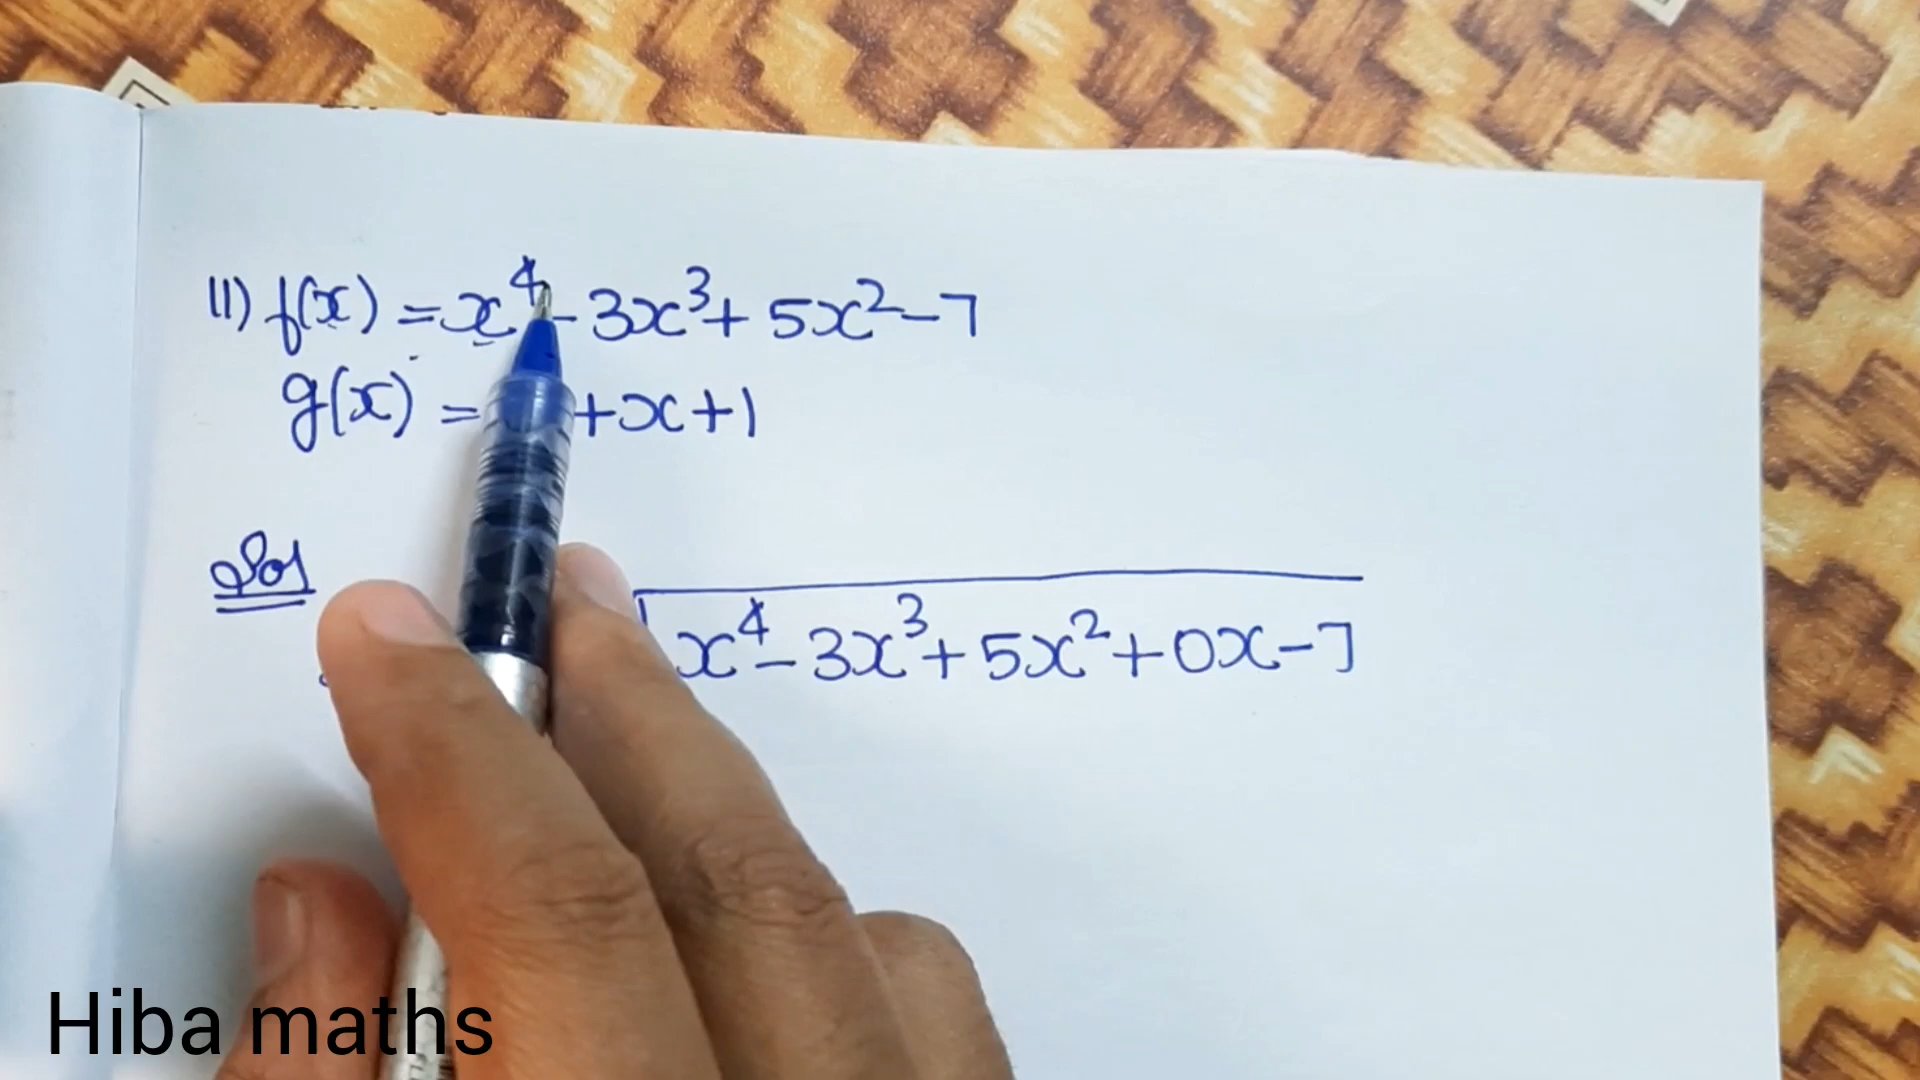 11) f(x) = x⁴ - 3x³ + 5x² - 7
g(x) = + x + 1
Sol
x⁴ - 3x³ + 5x² + 0x - 7
Hiba maths